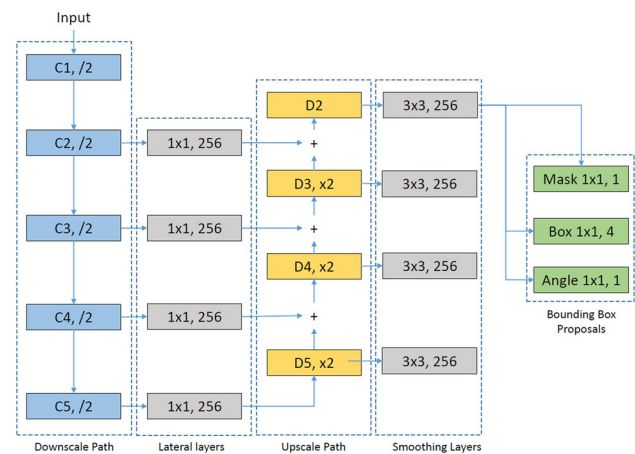 Input
C1, /2
C2, /2
C3, /2
C4, /2
C5, /2
Downscale Path
1x1, 256
1x1, 256
1x1, 256
1x1, 256
Lateral layers
D2
+
D3, x2
+
D4, x2
+
D5, x2
Upscale Path
3x3, 256
3x3, 256
3x3, 256
3x3, 256
Smoothing Layers
Mask 1x1, 1
Box 1x1, 4
Angle 1x1, 1
Bounding Box
Proposals